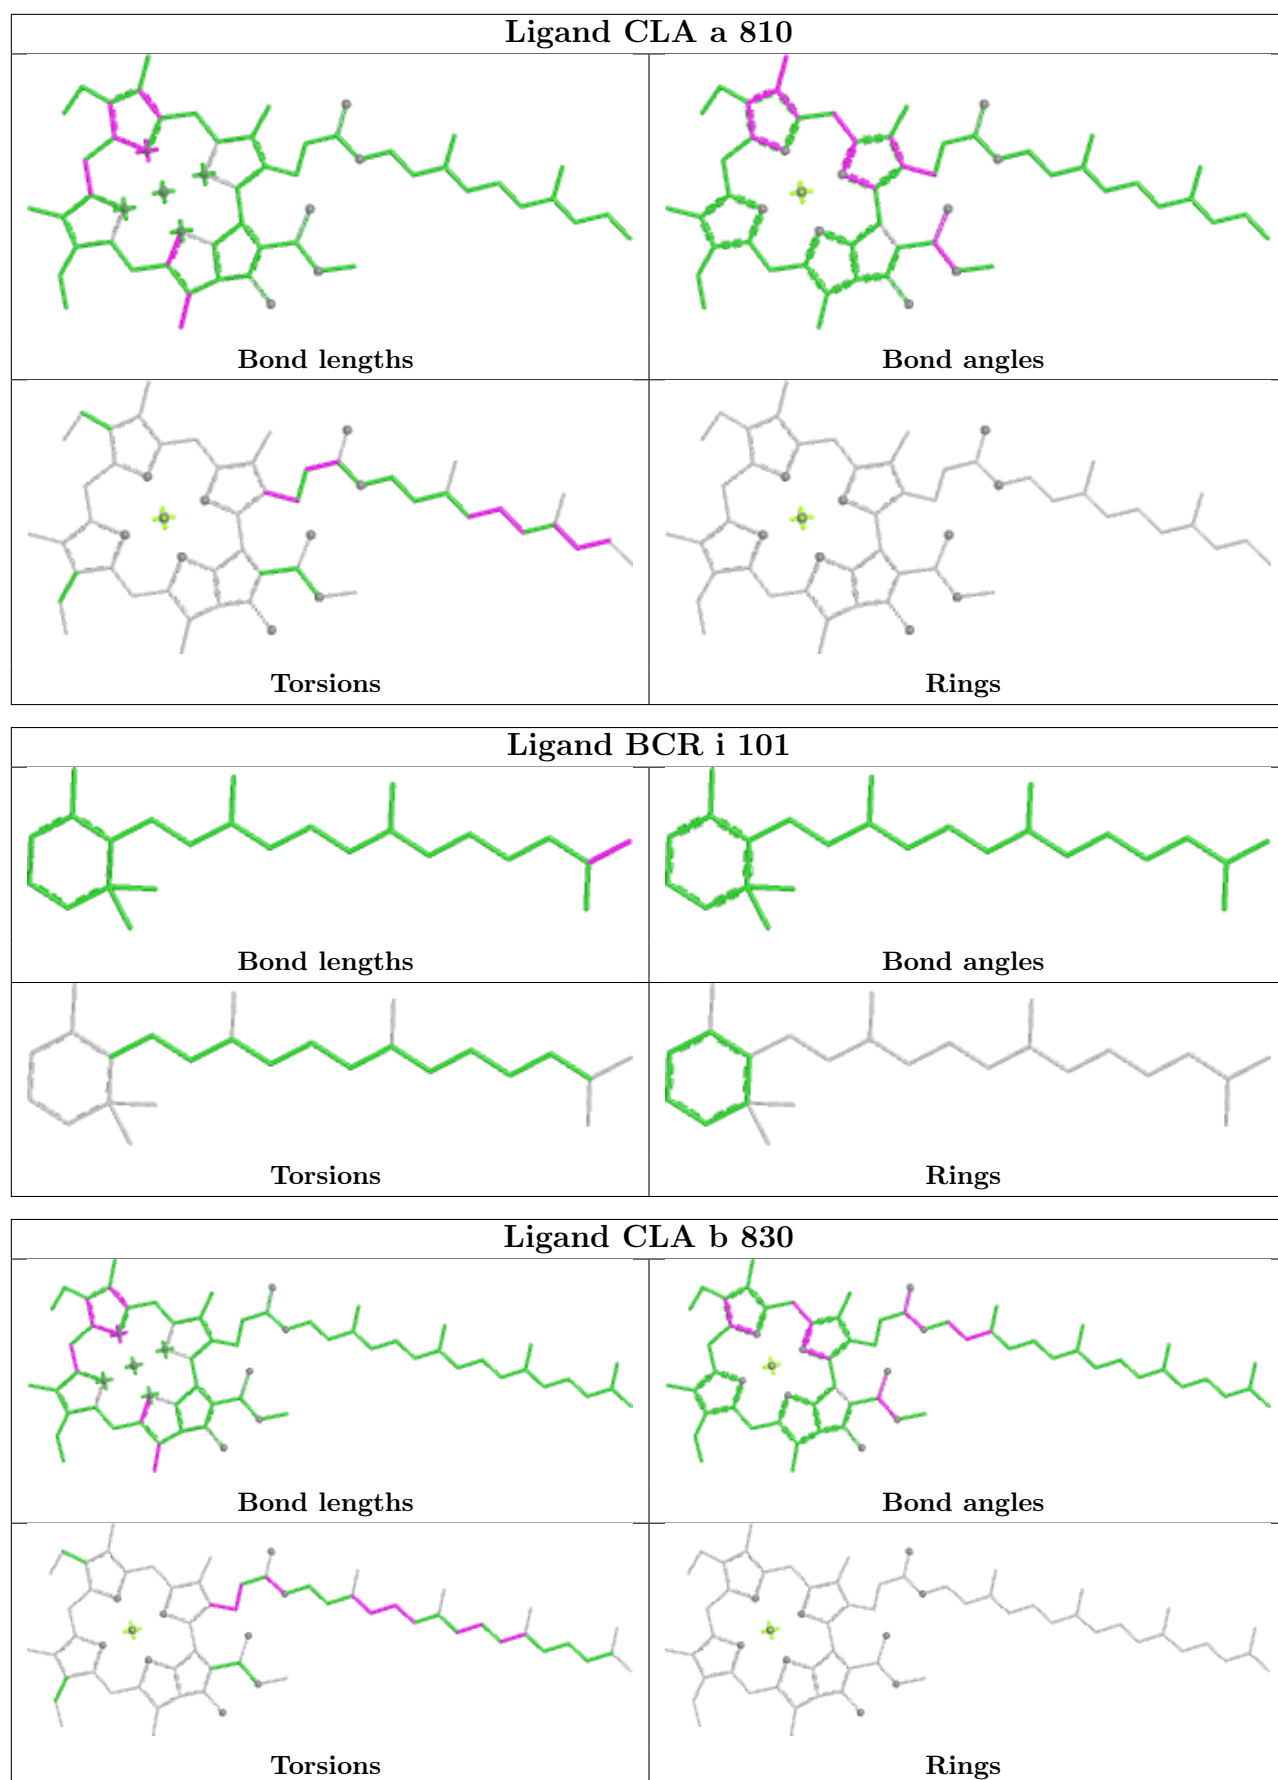 Ligand CLA a 810
Bond lengths
Bond angles
Torsions
Rings
Ligand BCR i 101
Bond lengths
Bond angles
Torsions
Rings
Ligand CLA b 830
Bond lengths
Bond angles
Torsions
Rings